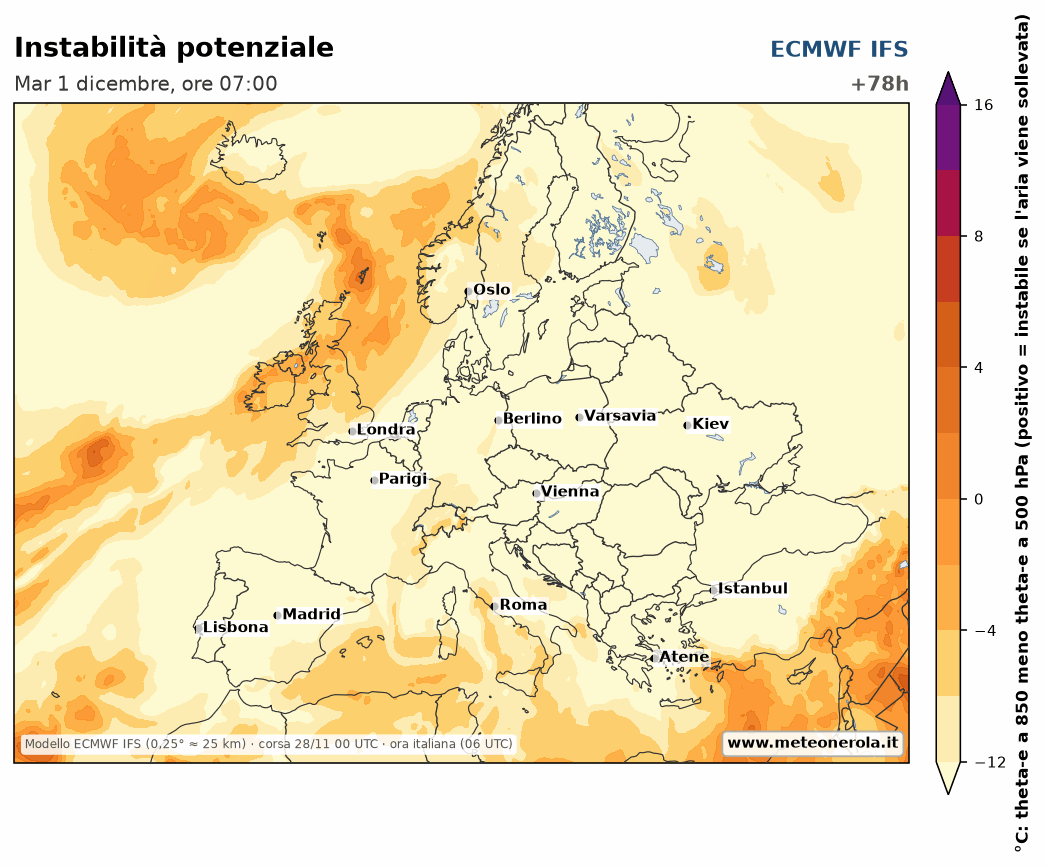 Instabilità potenziale
ECMWF IFS
Mar 1 dicembre, ore 07:00
+78h
Oslo
Berlino
Varsavia
Kiev
Londra
Parigi
Vienna
Istanbul
Roma
Madrid
Lisbona
Atene
Modello ECMWF IFS (0,25° ≈ 25 km) · corsa 28/11 00 UTC · ora italiana (06 UTC)
www.meteonerola.it
16
8
4
0
−4
−12
°C: theta-e a 850 meno theta-e a 500 hPa (positivo = instabile se l'aria viene sollevata)